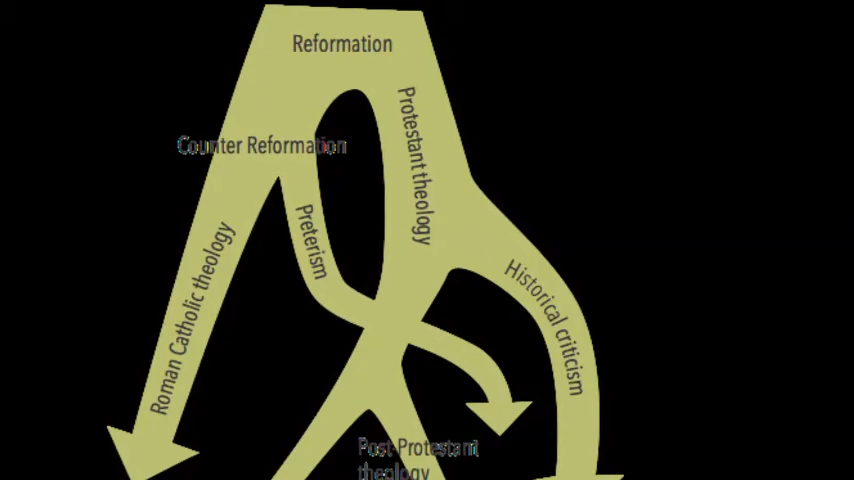 Reformation
Protestant theology
Counter Reformation
Preterism
Roman Catholic theology
Historical criticism
Post-Protestant
theology